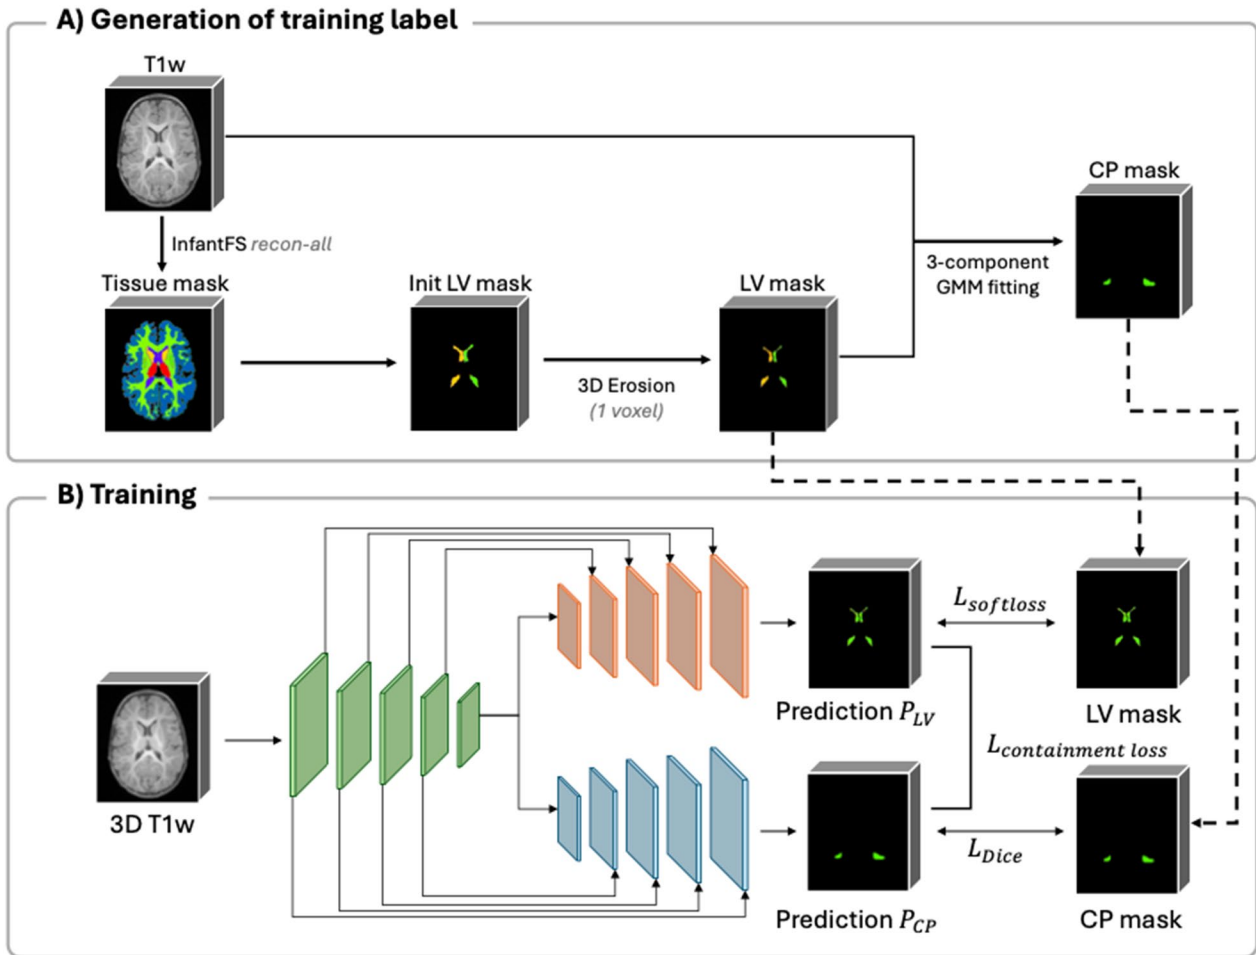 A) Generation of training label
T1w
CP mask
InfantFS recon-all
Tissue mask
Init LV mask
LV mask
3-component
GMM fitting
3D Erosion
(1 voxel)
B) Training
L_softloss
Prediction P_LV
LV mask
L_containment loss
3D T1w
L_Dice
Prediction P_CP
CP mask